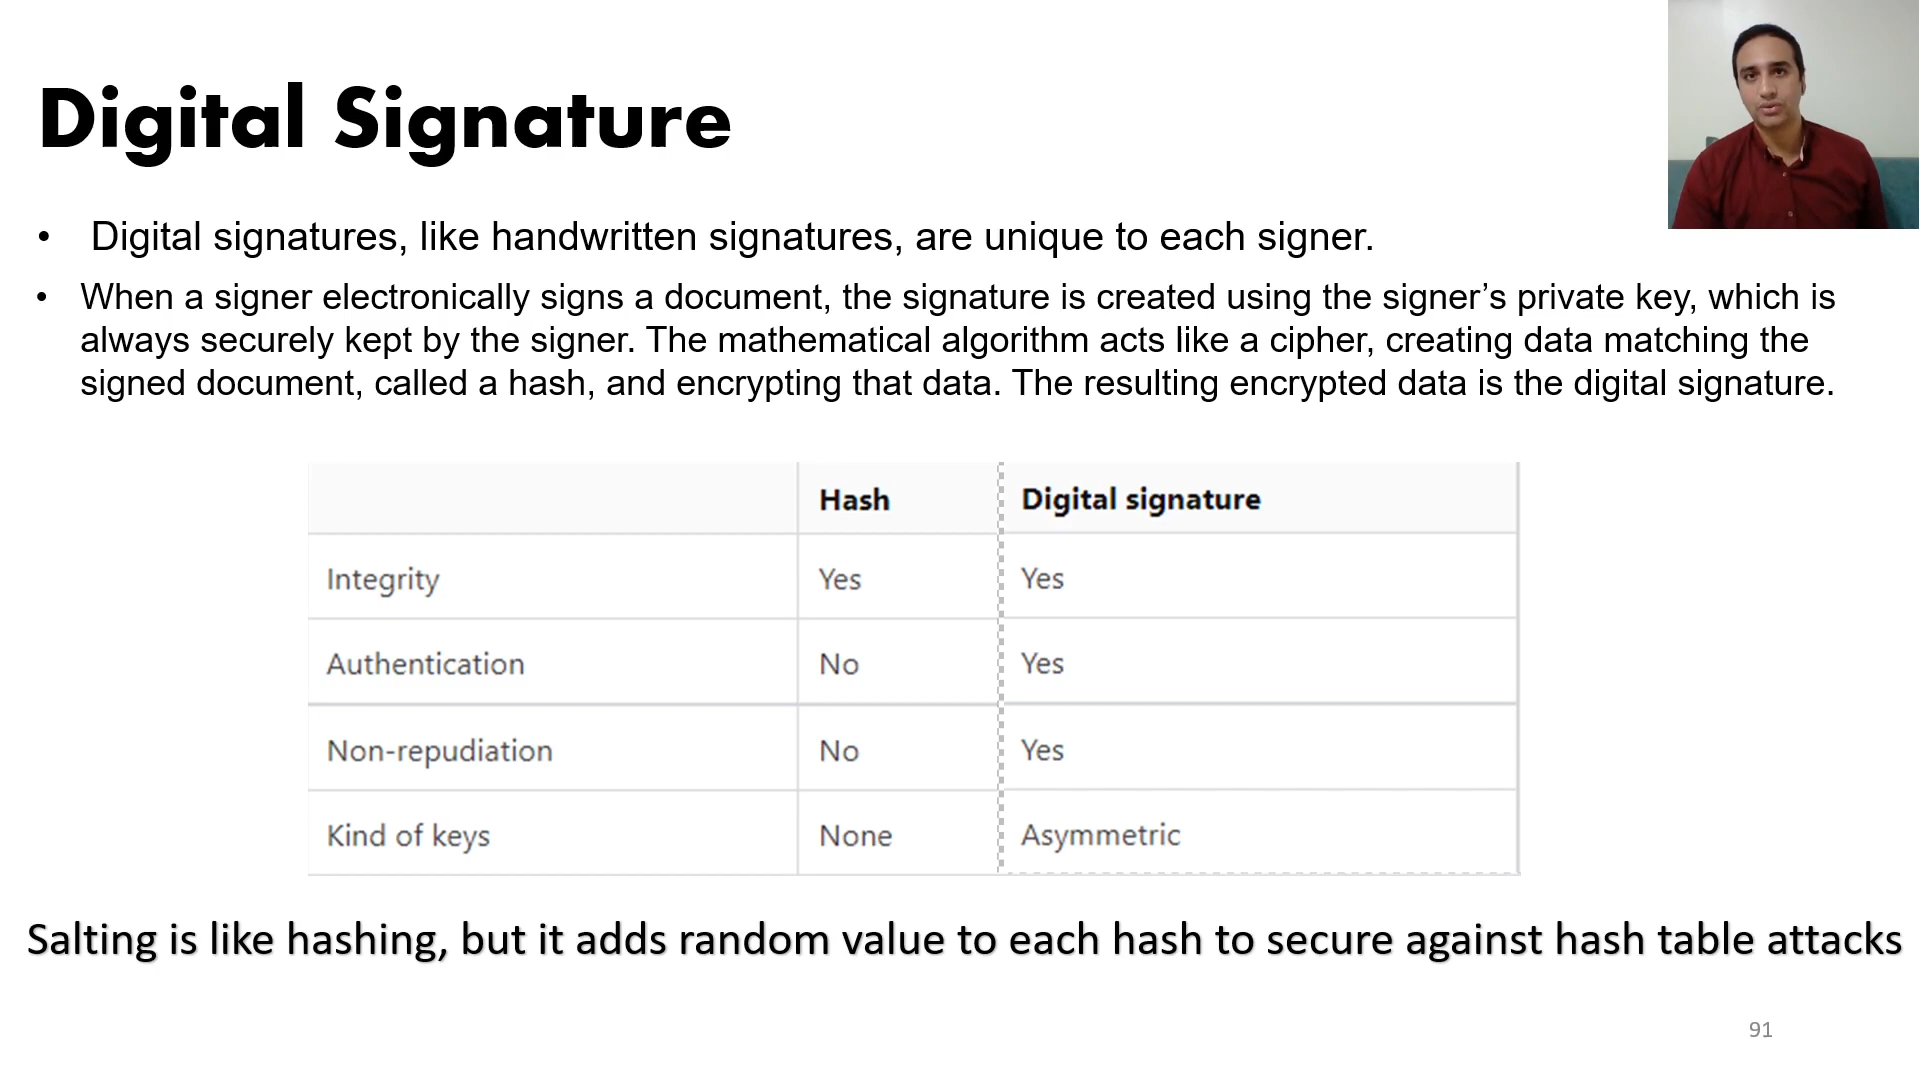 Digital Signature
• Digital signatures, like handwritten signatures, are unique to each signer.
• When a signer electronically signs a document, the signature is created using the signer’s private key, which is
always securely kept by the signer. The mathematical algorithm acts like a cipher, creating data matching the
signed document, called a hash, and encrypting that data. The resulting encrypted data is the digital signature.
Hash Digital signature
Integrity Yes Yes
Authentication No Yes
Non-repudiation No Yes
Kind of keys None Asymmetric
Salting is like hashing, but it adds random value to each hash to secure against hash table attacks
91